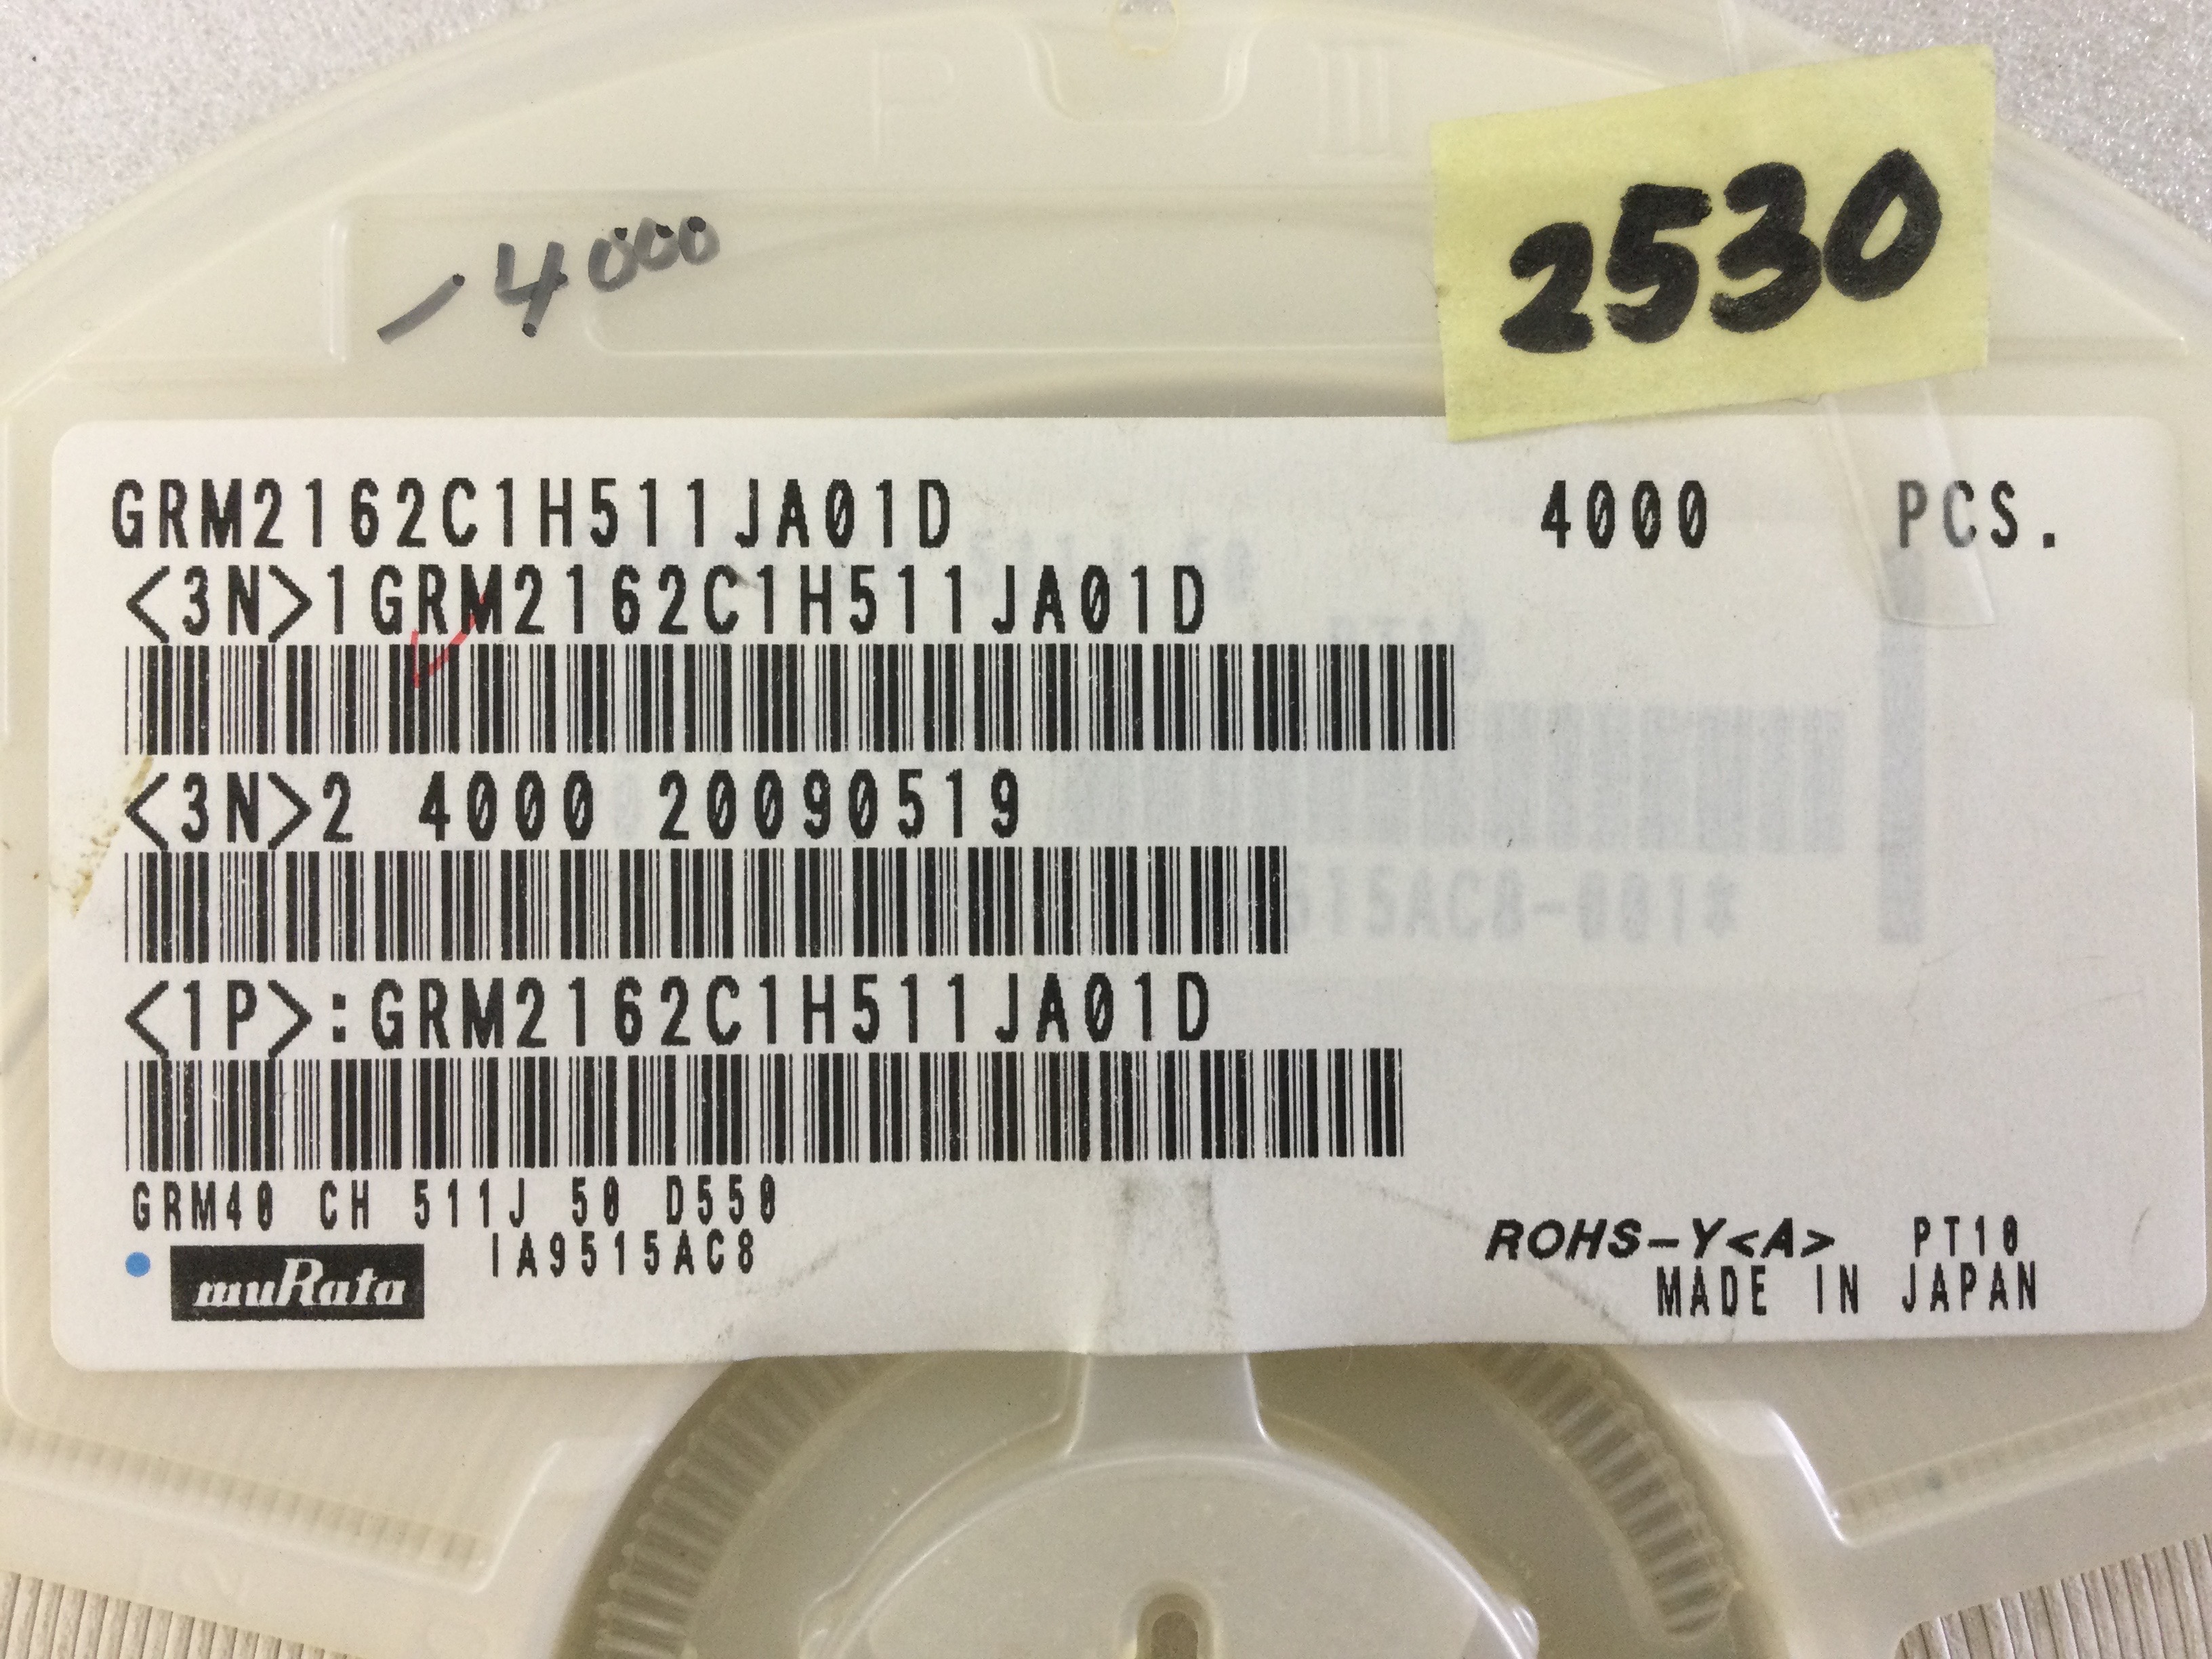 P III
-4000
2530
GRM2162C1H511JA01D 4000 PCS.
<3N>1GRM2162C1H511JA01D
<3N>2 4000 20090519
<1P>:GRM2162C1H511JA01D
GRM40 CH 511J 50 D550
IA9515AC8
muRata
ROHS-Y<A> PT10
MADE IN JAPAN